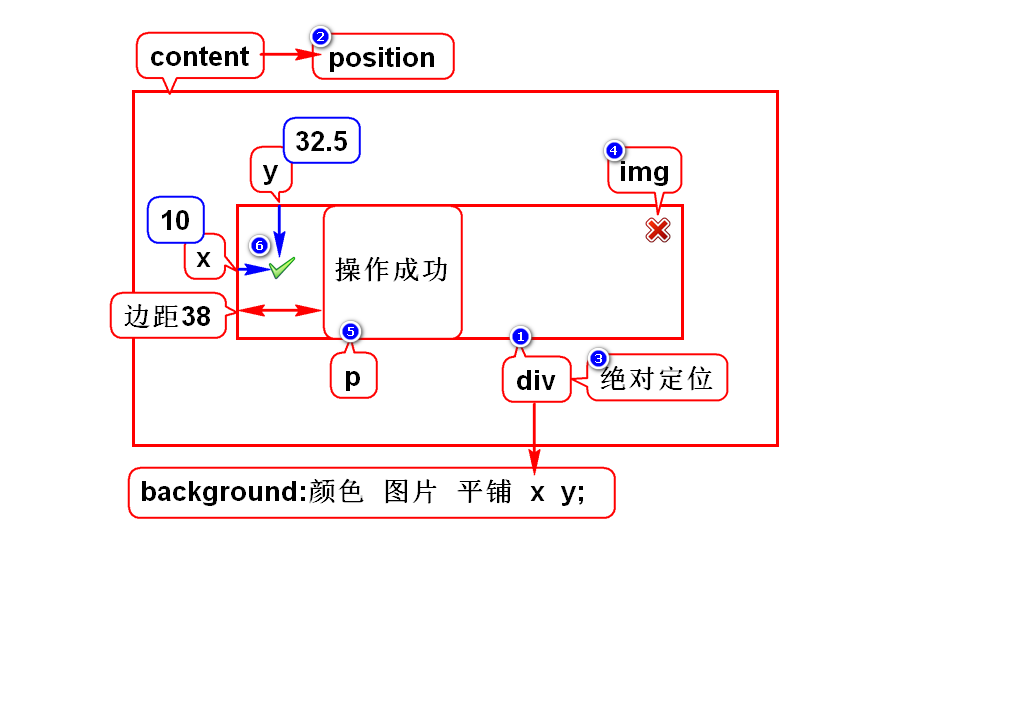 content
② position
32.5
y
④ img
10
x
⑥
操作成功
边距38
⑤
p
①
div
③ 绝对定位
background:颜色 图片 平铺 x y;